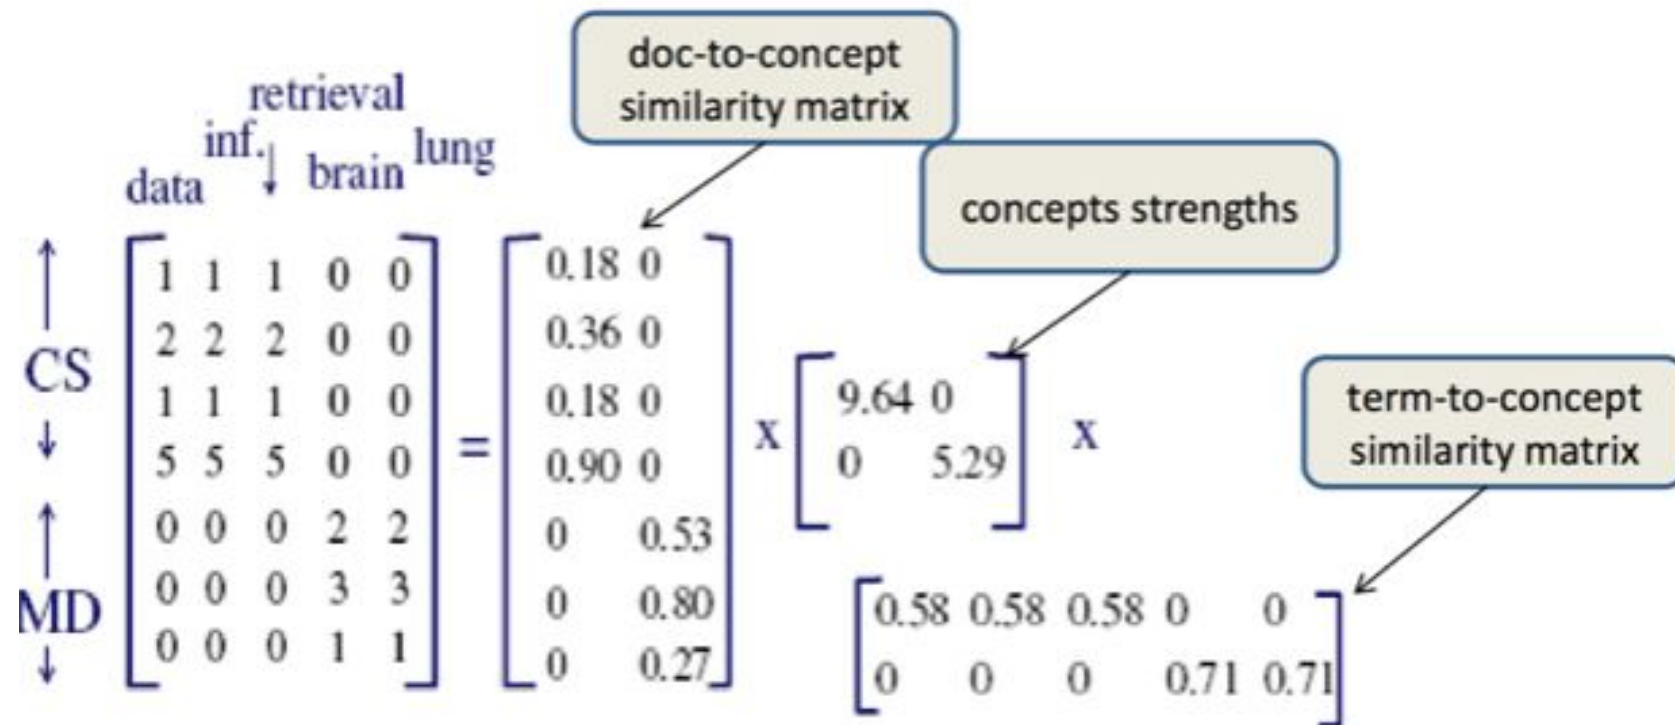 doc-to-concept
similarity matrix
retrieval
inf.
lung
data
brain
concepts strengths
CS
MD
1 1 1 0 0
2 2 2 0 0
1 1 1 0 0
5 5 5 0 0
0 0 0 2 2
0 0 0 3 3
0 0 0 1 1
=
0.18 0
0.36 0
0.18 0
0.90 0
0 0.53
0 0.80
0 0.27
x
9.64 0
0 5.29
x
term-to-concept
similarity matrix
0.58 0.58 0.58 0 0
0 0 0 0.71 0.71